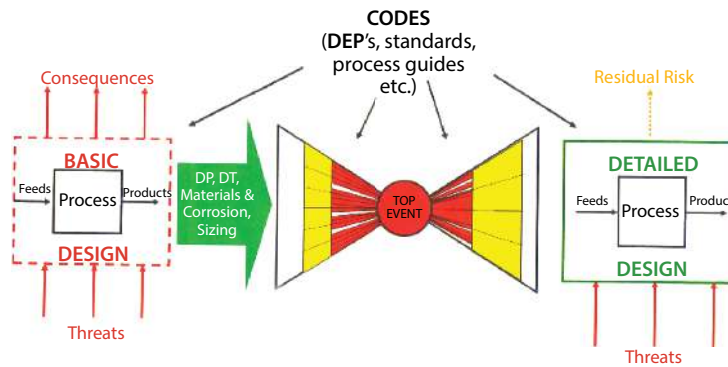 CODES
(DEP's, standards,
process guides
etc.)
Consequences
BASIC
Feeds
Process
Products
DESIGN
Threats
DP, DT,
Materials &
Corrosion,
Sizing
TOP
EVENT
Residual Risk
DETAILED
Feeds
Process
Product
DESIGN
Threats